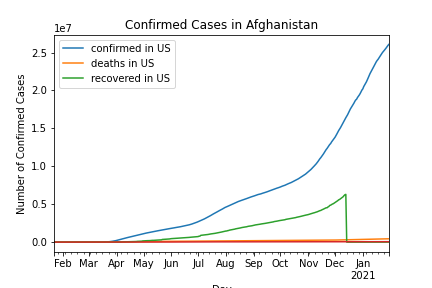 Confirmed Cases in Afghanistan
1e7
confirmed in US
deaths in US
recovered in US
Number of Confirmed Cases
2.5
2.0
1.5
1.0
0.5
0.0
Feb Mar Apr May Jun Jul Aug Sep Oct Nov Dec Jan
2021